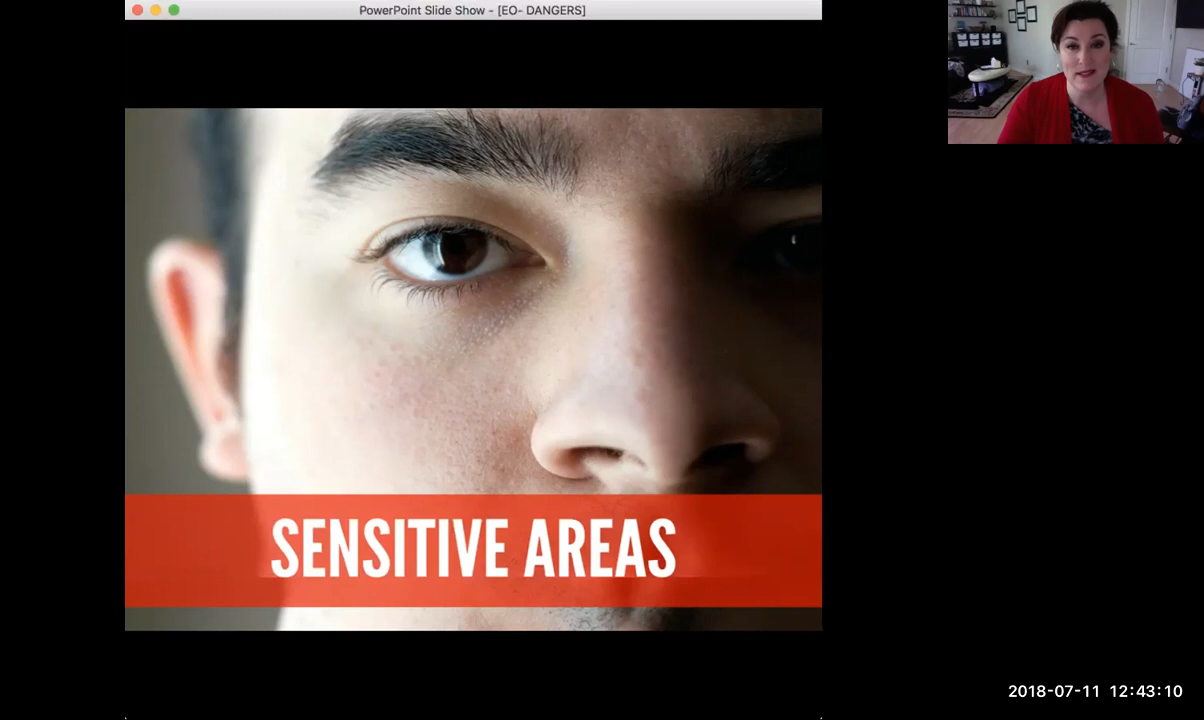 PowerPoint Slide Show - [EO- DANGERS]
SENSITIVE AREAS
2018-07-11 12:43:10